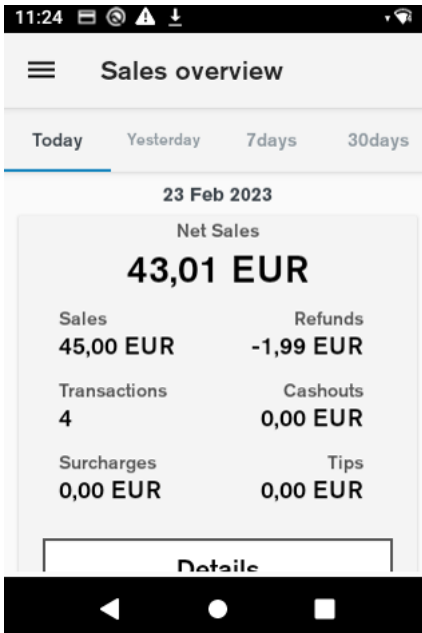 11:24
Sales overview
Today Yesterday 7days 30days
23 Feb 2023
Net Sales
43,01 EUR
Sales Refunds
45,00 EUR -1,99 EUR
Transactions Cashouts
4 0,00 EUR
Surcharges Tips
0,00 EUR 0,00 EUR
Details